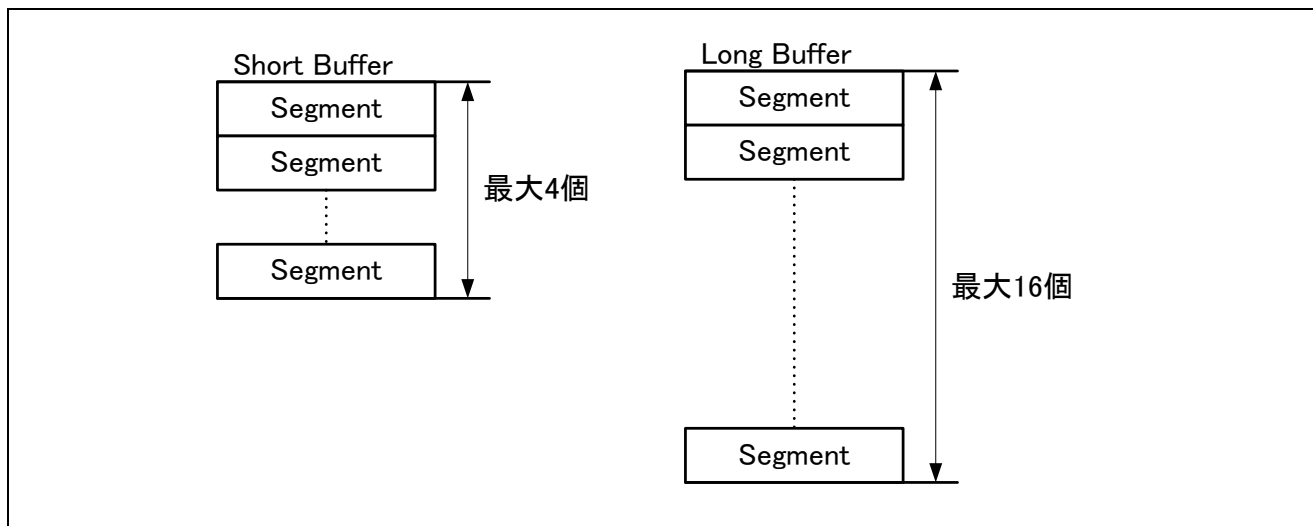 Short Buffer
Segment
Segment
Segment
最大4個
Long Buffer
Segment
Segment
Segment
最大16個